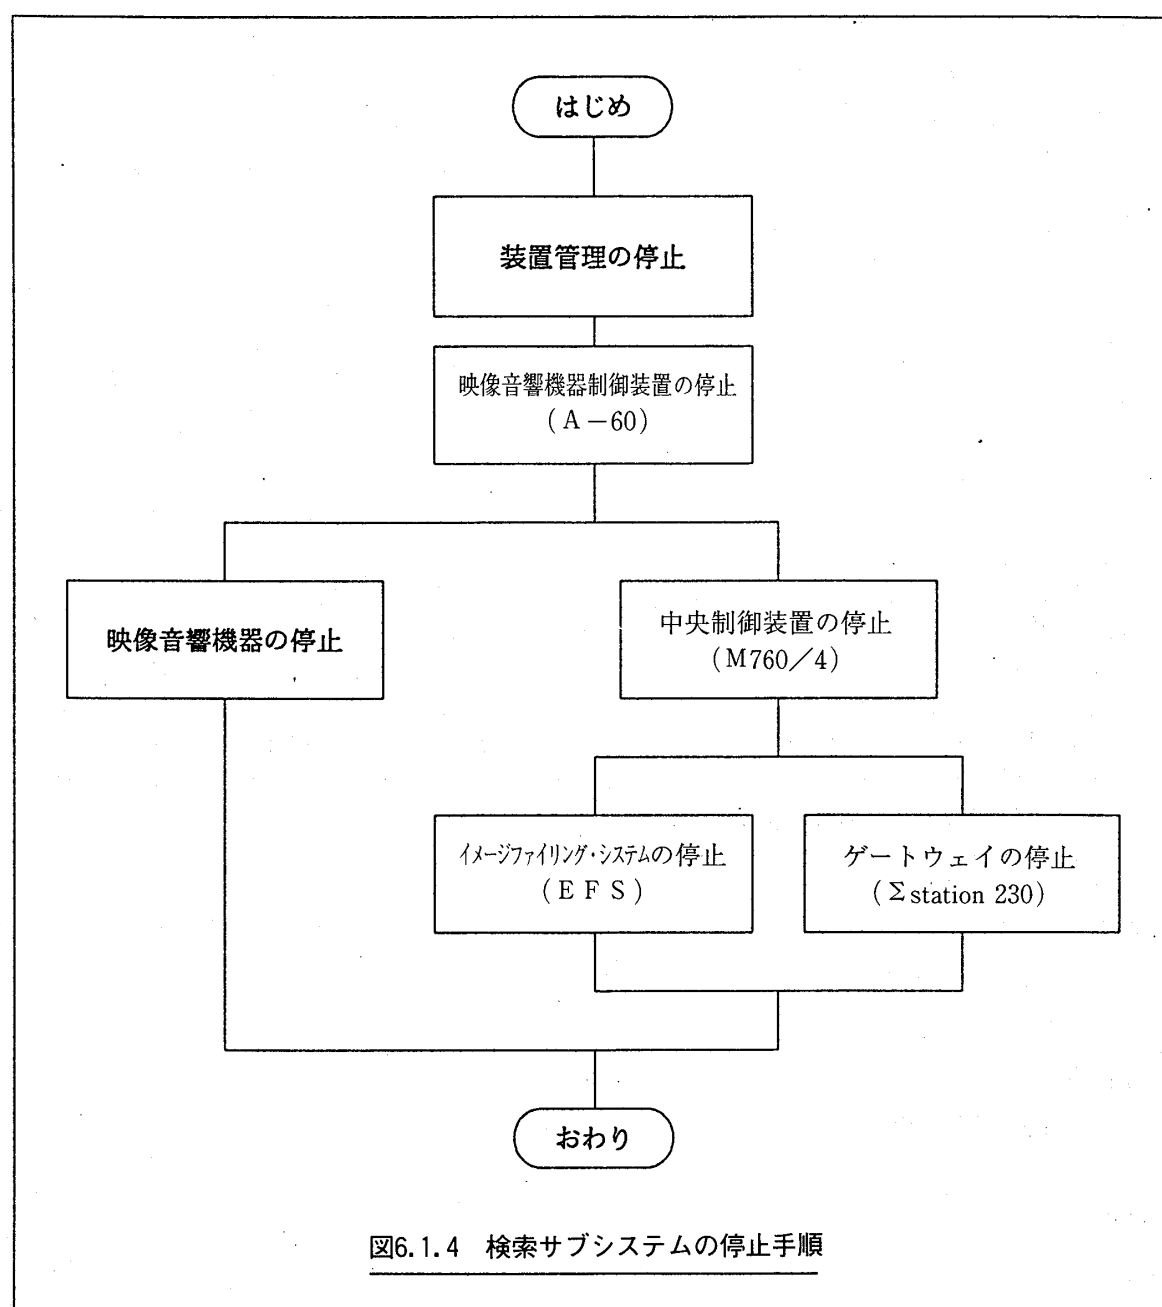 はじめ
装置管理の停止
映像音響機器制御装置の停止
(A-60)
映像音響機器の停止
中央制御装置の停止
(M760/4)
イメージファイリング・システムの停止
(EFS)
ゲートウェイの停止
(Σstation 230)
おわり
図6.1.4 検索サブシステムの停止手順